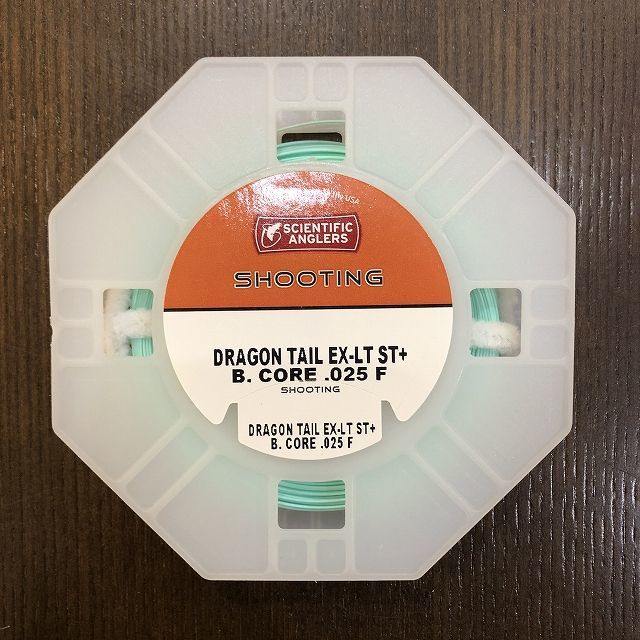 USA
SCIENTIFIC
ANGLERS
SHOOTING
DRAGON TAIL EX-LT ST+
B. CORE .025 F
SHOOTING
DRAGON TAIL EX-LT ST+
B. CORE .025 F